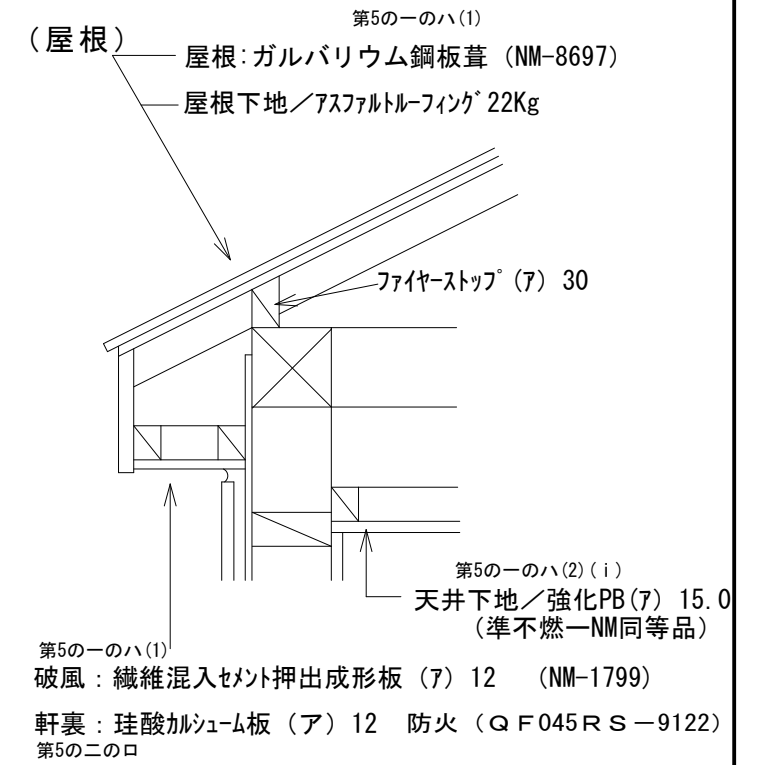 第5の一のハ(1)
(屋根)
屋根:ガルバリウム鋼板葺 (NM-8697)
屋根下地／ｱｽﾌｧﾙﾄﾙｰﾌｨﾝｸﾞ22Kg
ﾌｧｲﾔｰｽﾄｯﾌﾟ(ア) 30
第5の一のハ(2)(ⅰ)
天井下地／強化PB(ｱ) 15.0
(準不燃―NM同等品)
第5の一のハ(1)
破風：繊維混入ｾﾒﾝﾄ押出成形板 (ｱ) 12 (NM-1799)
軒裏：珪酸ｶﾙｼｭｰﾑ板 (ア) 12 防火 (ＱＦ045ＲＳ－9122)
第5の二のロ